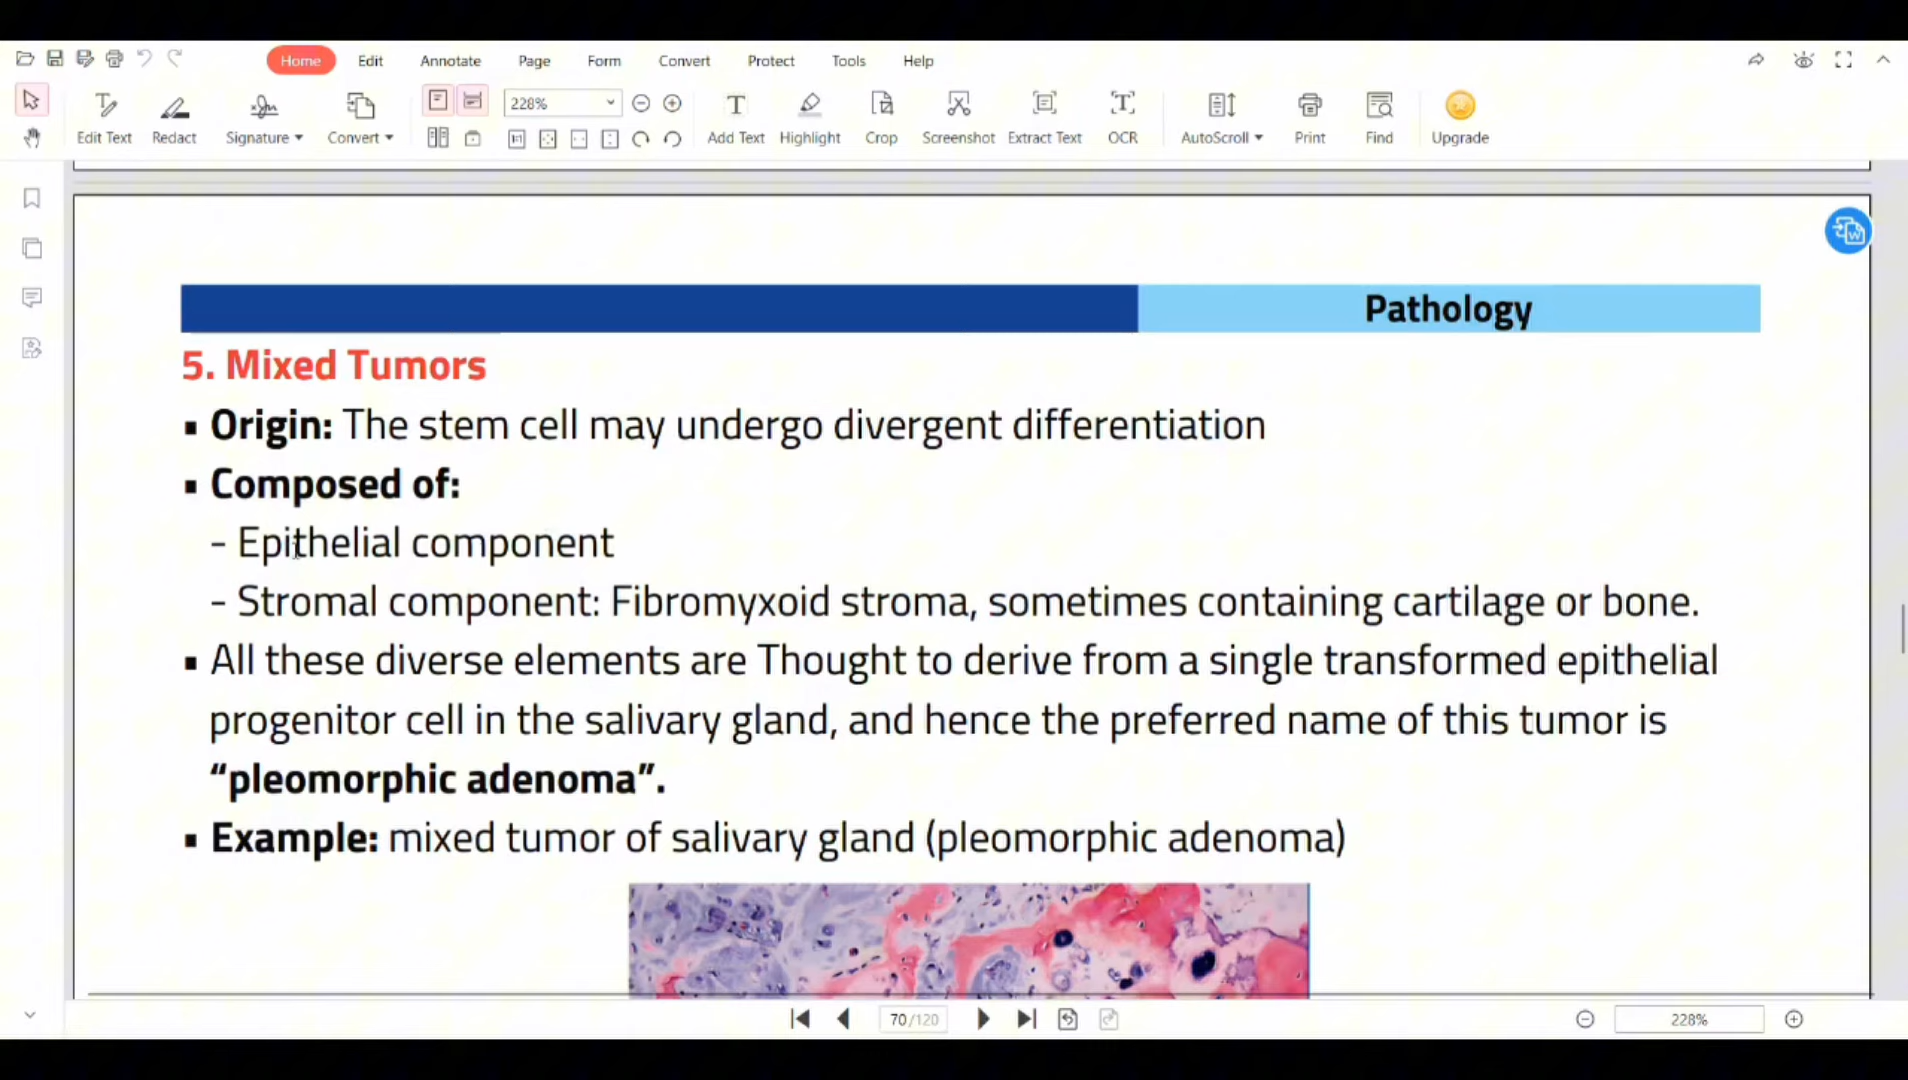 Home Edit Annotate Page Form Convert Protect Tools Help
228%
Edit Text Redact Signature Convert Add Text Highlight Crop Screenshot Extract Text OCR AutoScroll Print Find Upgrade
Pathology
5. Mixed Tumors
▪ Origin: The stem cell may undergo divergent differentiation
▪ Composed of:
- Epithelial component
- Stromal component: Fibromyxoid stroma, sometimes containing cartilage or bone.
▪ All these diverse elements are Thought to derive from a single transformed epithelial
progenitor cell in the salivary gland, and hence the preferred name of this tumor is
“pleomorphic adenoma”.
▪ Example: mixed tumor of salivary gland (pleomorphic adenoma)
70/120
228%